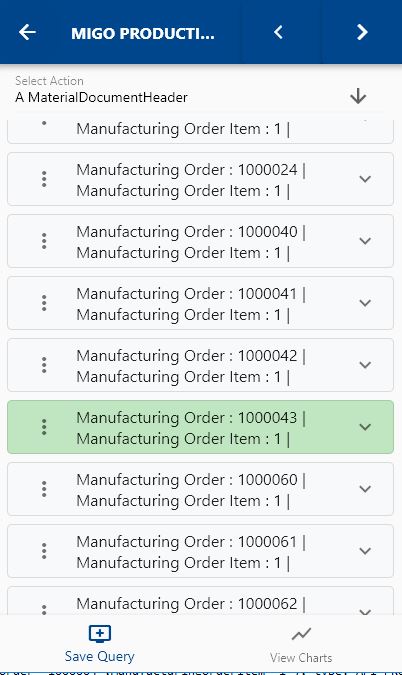 MIGO PRODUCTI...
Select Action
A MaterialDocumentHeader
Manufacturing Order Item : 1 |
Manufacturing Order : 1000024 |
Manufacturing Order Item : 1 |
Manufacturing Order : 1000040 |
Manufacturing Order Item : 1 |
Manufacturing Order : 1000041 |
Manufacturing Order Item : 1 |
Manufacturing Order : 1000042 |
Manufacturing Order Item : 1 |
Manufacturing Order : 1000043 |
Manufacturing Order Item : 1 |
Manufacturing Order : 1000060 |
Manufacturing Order Item : 1 |
Manufacturing Order : 1000061 |
Manufacturing Order Item : 1 |
Manufacturing Order : 1000062 |
Save Query
View Charts